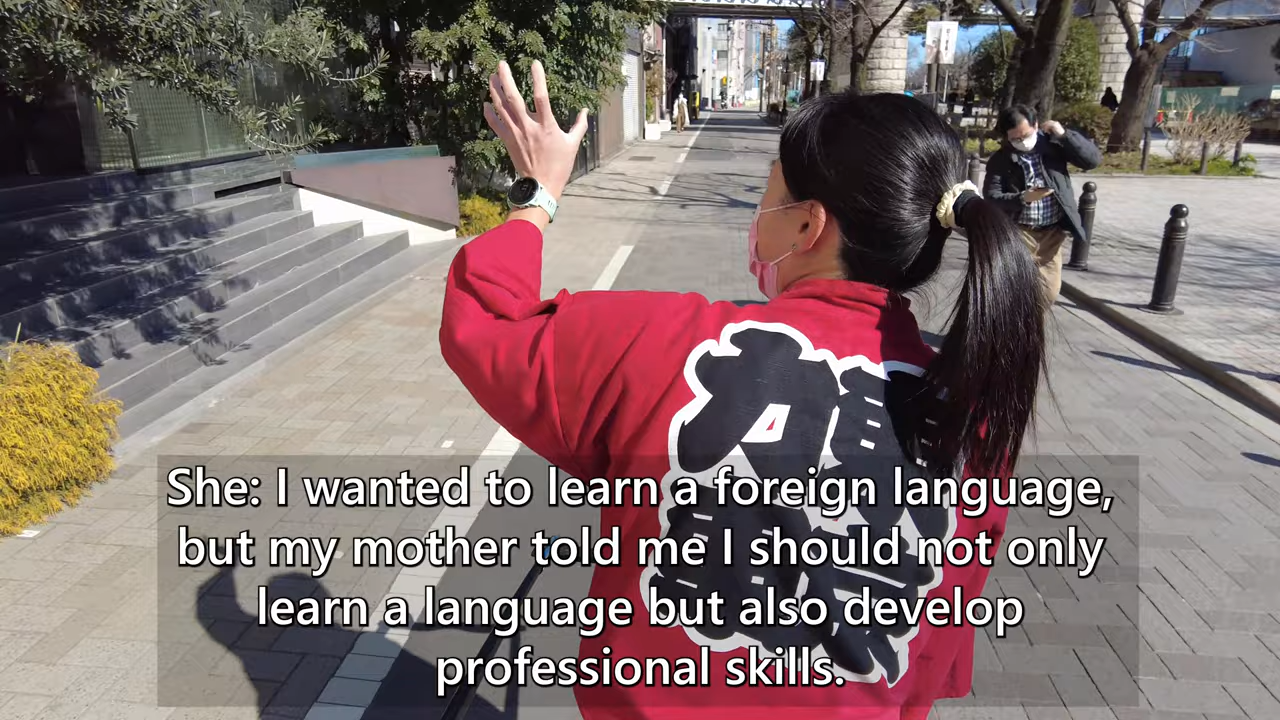 She: I wanted to learn a foreign language,
but my mother told me I should not only
learn a language but also develop
professional skills.